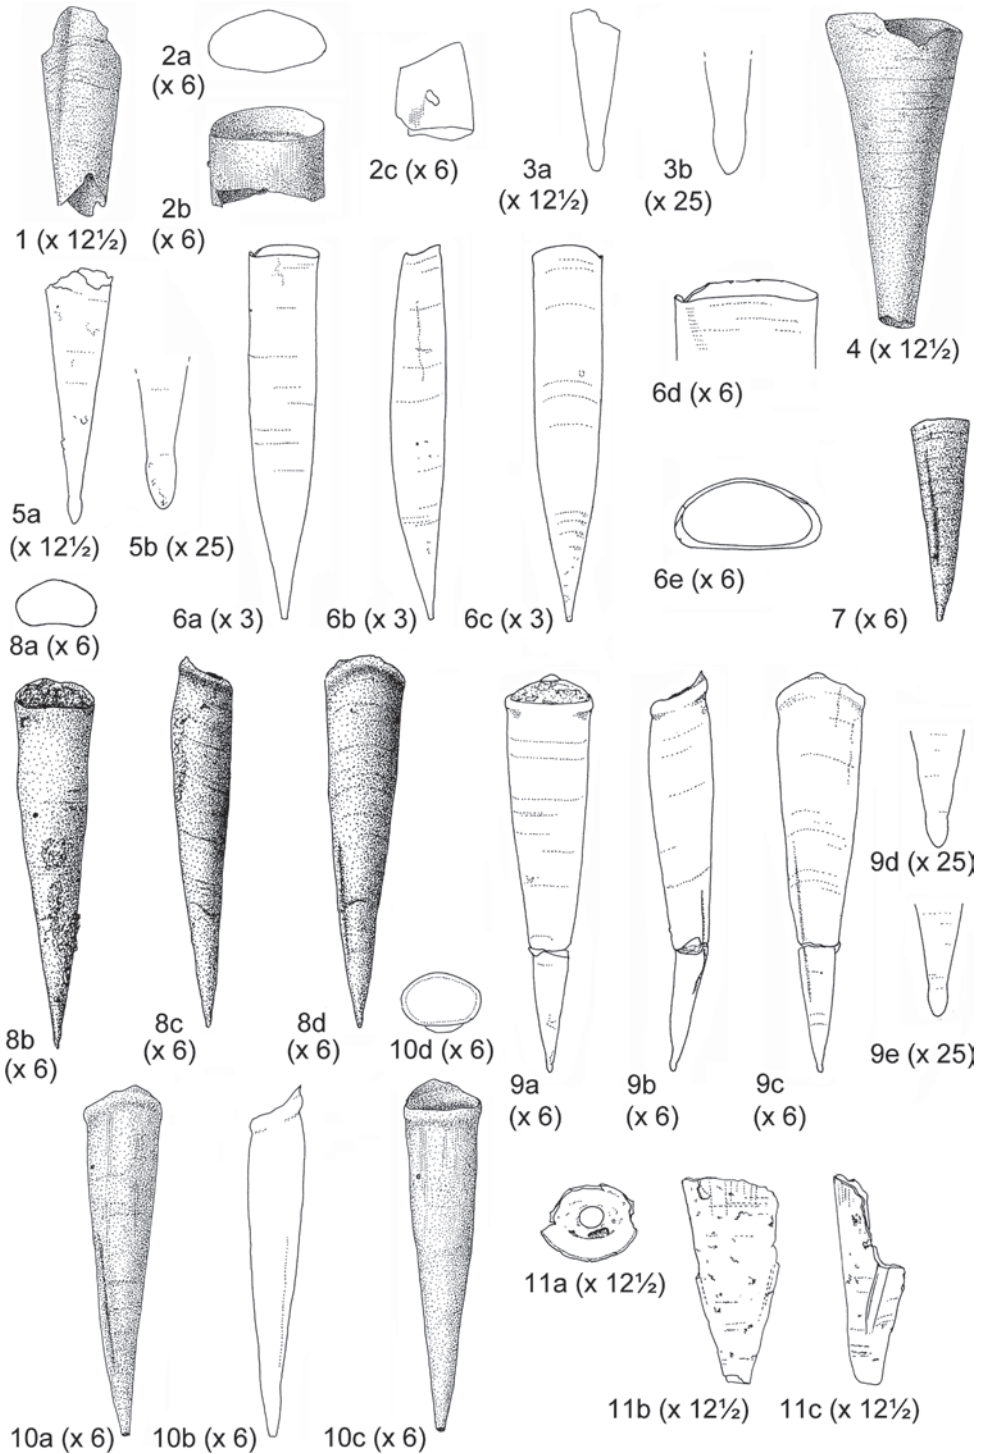 2a
(x 6)
2b
(x 6)
2c (x 6)
3a
(x 12½)
3b
(x 25)
1 (x 12½)
4 (x 12½)
6d (x 6)
5a
(x 12½)
5b (x 25)
6a (x 3)
6b (x 3)
6c (x 3)
6e (x 6)
7 (x 6)
8a (x 6)
8b
(x 6)
8c
(x 6)
8d
(x 6)
10d (x 6)
9a
(x 6)
9b
(x 6)
9c
(x 6)
9d (x 25)
9e (x 25)
11a (x 12½)
10a (x 6)
10b (x 6)
10c (x 6)
11b (x 12½)
11c (x 12½)